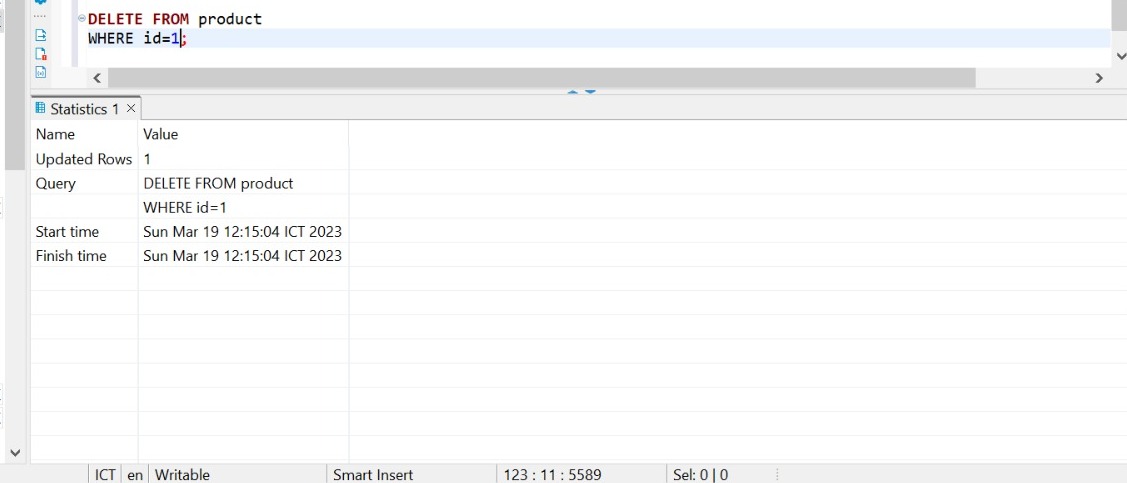 DELETE FROM product
WHERE id=1;
Statistics 1
Name Value
Updated Rows 1
Query DELETE FROM product
WHERE id=1
Start time Sun Mar 19 12:15:04 ICT 2023
Finish time Sun Mar 19 12:15:04 ICT 2023
ICT en Writable Smart Insert 123 : 11 : 5589 Sel: 0 | 0